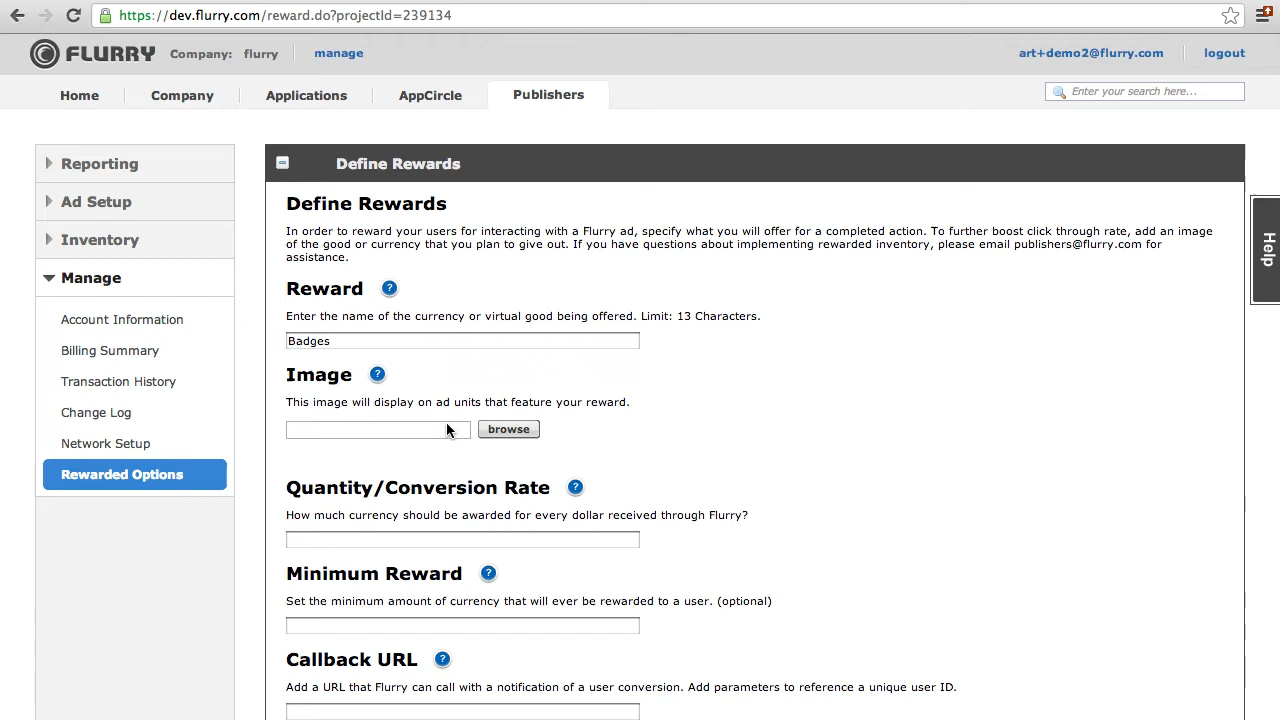 https://dev.flurry.com/reward.do?projectId=239134
FLURRY Company: flurry manage art+demo2@flurry.com logout
Home Company Applications AppCircle Publishers Enter your search here...
Reporting
Ad Setup
Inventory
Manage
Account Information
Billing Summary
Transaction History
Change Log
Network Setup
Rewarded Options
Define Rewards
Define Rewards
In order to reward your users for interacting with a Flurry ad, specify what you will offer for a completed action. To further boost click through rate, add an image
of the good or currency that you plan to give out. If you have questions about implementing rewarded inventory, please email publishers@flurry.com for
assistance.
Reward ?
Enter the name of the currency or virtual good being offered. Limit: 13 Characters.
Badges
Image ?
This image will display on ad units that feature your reward.
browse
Quantity/Conversion Rate ?
How much currency should be awarded for every dollar received through Flurry?
Minimum Reward ?
Set the minimum amount of currency that will ever be rewarded to a user. (optional)
Callback URL ?
Add a URL that Flurry can call with a notification of a user conversion. Add parameters to reference a unique user ID.
Help